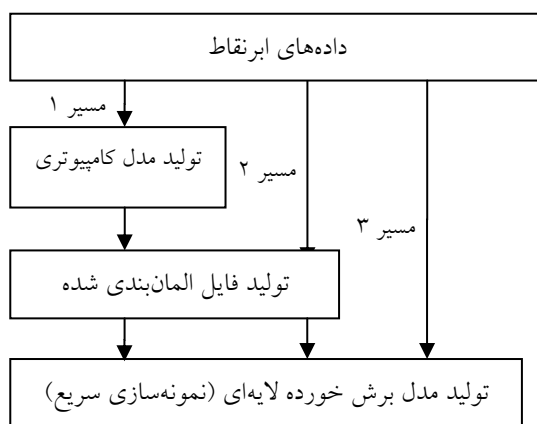 داده‌های ابرنقاط
مسیر ۱
تولید مدل کامپیوتری
مسیر ۲
مسیر ۳
تولید فایل المان‌بندی شده
تولید مدل برش خورده لایه‌ای (نمونه‌سازی سریع)